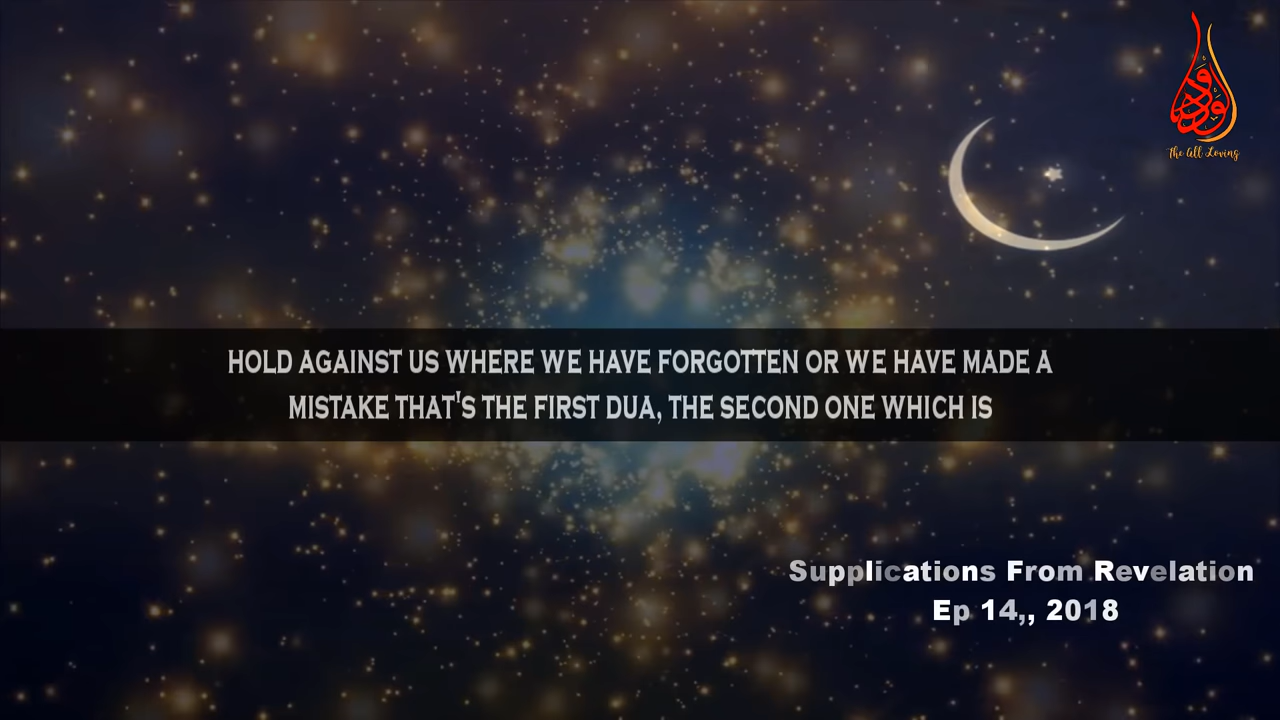 الودود
The All Loving
HOLD AGAINST US WHERE WE HAVE FORGOTTEN OR WE HAVE MADE A
MISTAKE THAT'S THE FIRST DUA, THE SECOND ONE WHICH IS
Supplications From Revelation
Ep 14,, 2018